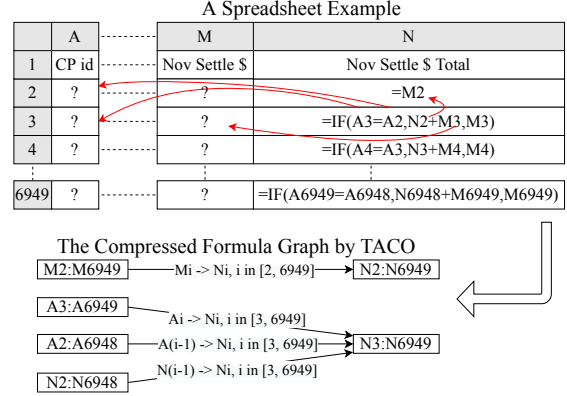 A Spreadsheet Example
A M N
1 CP id Nov Settle $ Nov Settle $ Total
2 ? ? =M2
3 ? ? =IF(A3=A2,N2+M3,M3)
4 ? ? =IF(A4=A3,N3+M4,M4)
6949 ? ? =IF(A6949=A6948,N6948+M6949,M6949)
The Compressed Formula Graph by TACO
M2:M6949 Mi -> Ni, i in [2, 6949] N2:N6949
A3:A6949
Ai -> Ni, i in [3, 6949]
A2:A6948 A(i-1) -> Ni, i in [3, 6949] N3:N6949
N(i-1) -> Ni, i in [3, 6949]
N2:N6948